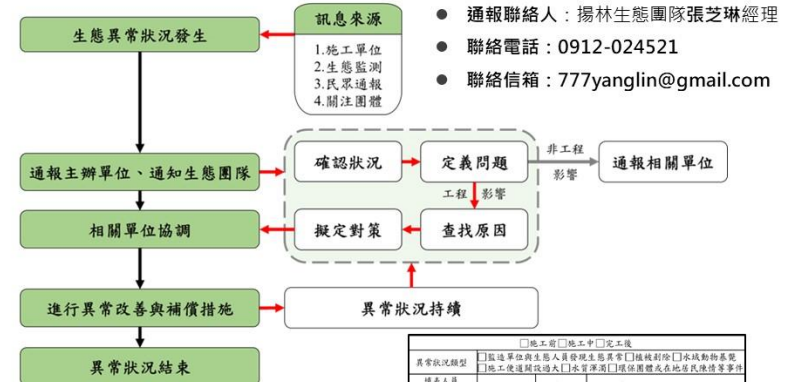 訊息來源
1.施工單位
2.生態監測
3.民眾通報
4.關注團體
生態異常狀況發生
● 通報聯絡人：揚林生態團隊張芝琳經理
● 聯絡電話：0912-024521
● 聯絡信箱：777yanglin@gmail.com
通報主辦單位、通知生態團隊
確認狀況
定義問題
非工程
影響
通報相關單位
工程
影響
相關單位協調
擬定對策
查找原因
進行異常改善與補償措施
異常狀況持續
異常狀況結束
□施工前□施工中□完工後
異常狀況類型
□監造單位與生態人員發現生態異常□植被剷除□水域動物暴斃
□施工便道闢設過大□水質渾濁□環保團體或在地居民陳情等事件